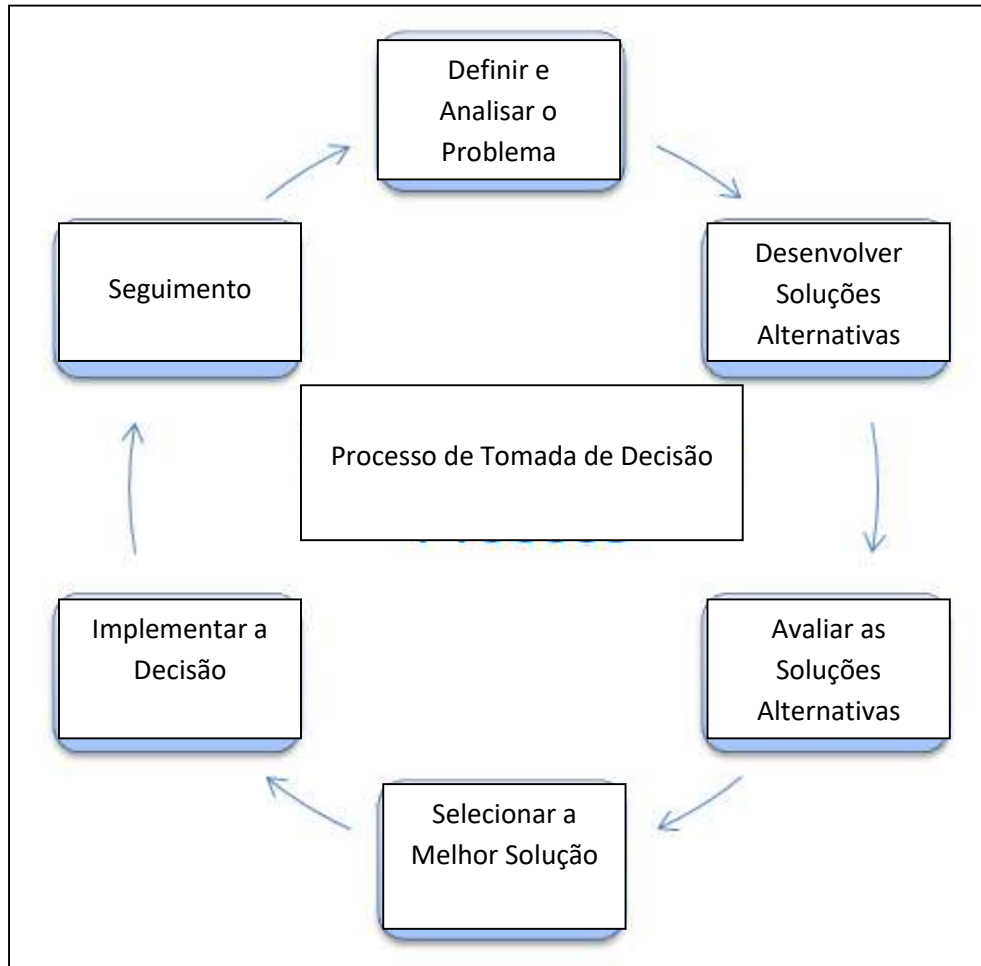 Definir e
Analisar o
Problema
Desenvolver
Soluções
Alternativas
Seguimento
Processo de Tomada de Decisão
Implementar a
Decisão
Avaliar as
Soluções
Alternativas
Selecionar a
Melhor Solução